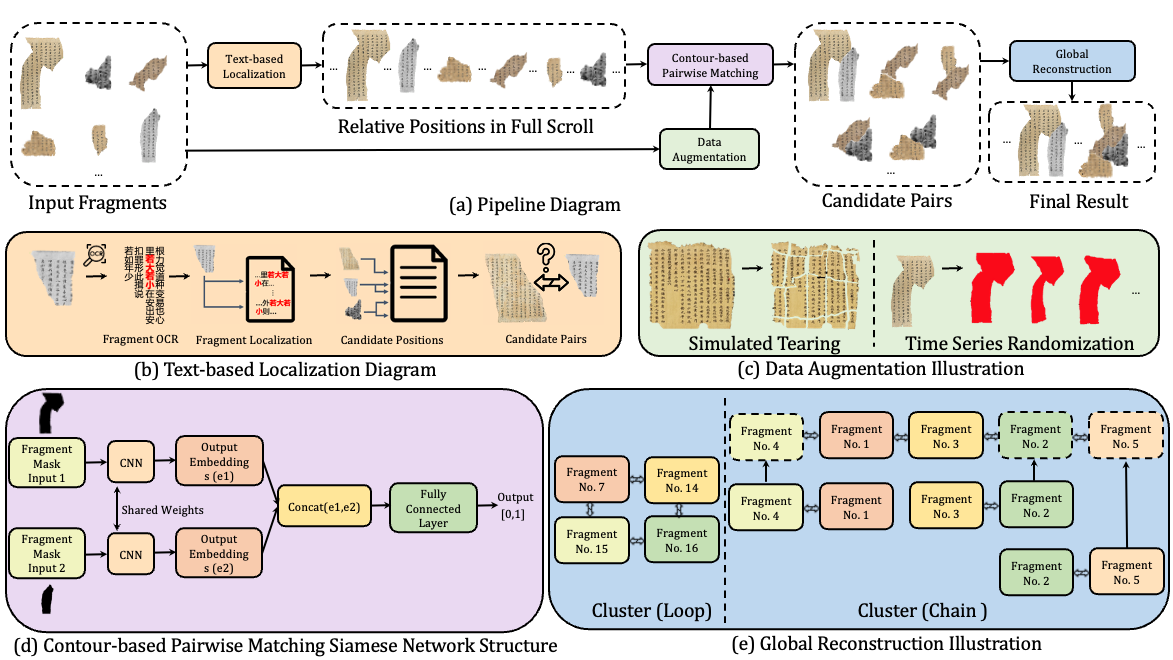 Text-based
Localization
Contour-based
Pairwise Matching
Global
Reconstruction
...
...
...
...
...
Relative Positions in Full Scroll
Data
Augmentation
...
...
...
...
Input Fragments
(a) Pipeline Diagram
Candidate Pairs
Final Result
OCR
根力觉道种变易也心
里若大若小在安出安
扣罪形此捐说
若如年少
...里若大若
小在...
⋮
...外若大若
小则...
?
Fragment OCR
Fragment Localization
Candidate Positions
Candidate Pairs
(b) Text-based Localization Diagram
...
Simulated Tearing
Time Series Randomization
(c) Data Augmentation Illustration
Fragment
Mask
Input 1
CNN
Output
Embedding
s (e1)
Shared Weights
Concat(e1,e2)
Fully
Connected
Layer
Output
[0,1]
Fragment
Mask
Input 2
CNN
Output
Embedding
s (e2)
(d) Contour-based Pairwise Matching Siamese Network Structure
Fragment
No. 7
Fragment
No. 14
Fragment
No. 15
Fragment
No. 16
Cluster (Loop)
Fragment
No. 4
Fragment
No. 1
Fragment
No. 3
Fragment
No. 2
Fragment
No. 5
Fragment
No. 4
Fragment
No. 1
Fragment
No. 3
Fragment
No. 2
Fragment
No. 2
Fragment
No. 5
Cluster (Chain )
(e) Global Reconstruction Illustration